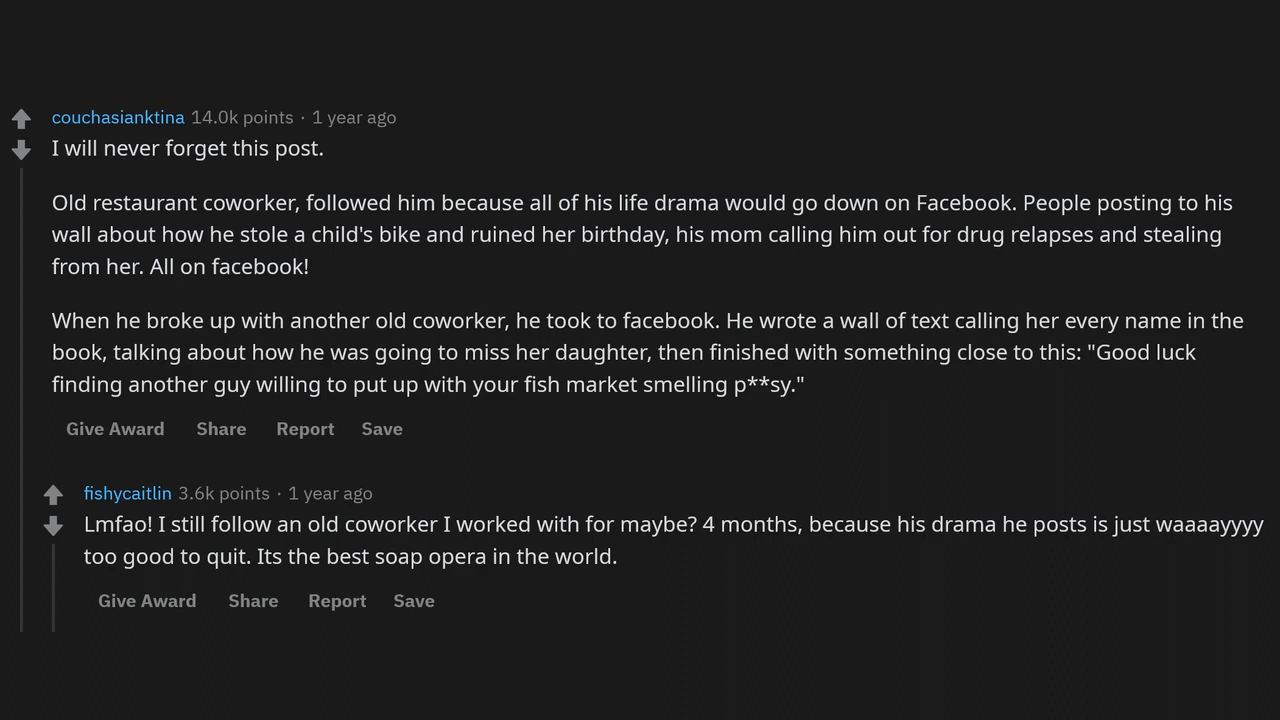 couchasianktina 14.0k points · 1 year ago
I will never forget this post.
Old restaurant coworker, followed him because all of his life drama would go down on Facebook. People posting to his
wall about how he stole a child's bike and ruined her birthday, his mom calling him out for drug relapses and stealing
from her. All on facebook!
When he broke up with another old coworker, he took to facebook. He wrote a wall of text calling her every name in the
book, talking about how he was going to miss her daughter, then finished with something close to this: "Good luck
finding another guy willing to put up with your fish market smelling p**sy."
Give Award Share Report Save
fishycaitlin 3.6k points · 1 year ago
Lmfao! I still follow an old coworker I worked with for maybe? 4 months, because his drama he posts is just waaaayyyy
too good to quit. Its the best soap opera in the world.
Give Award Share Report Save